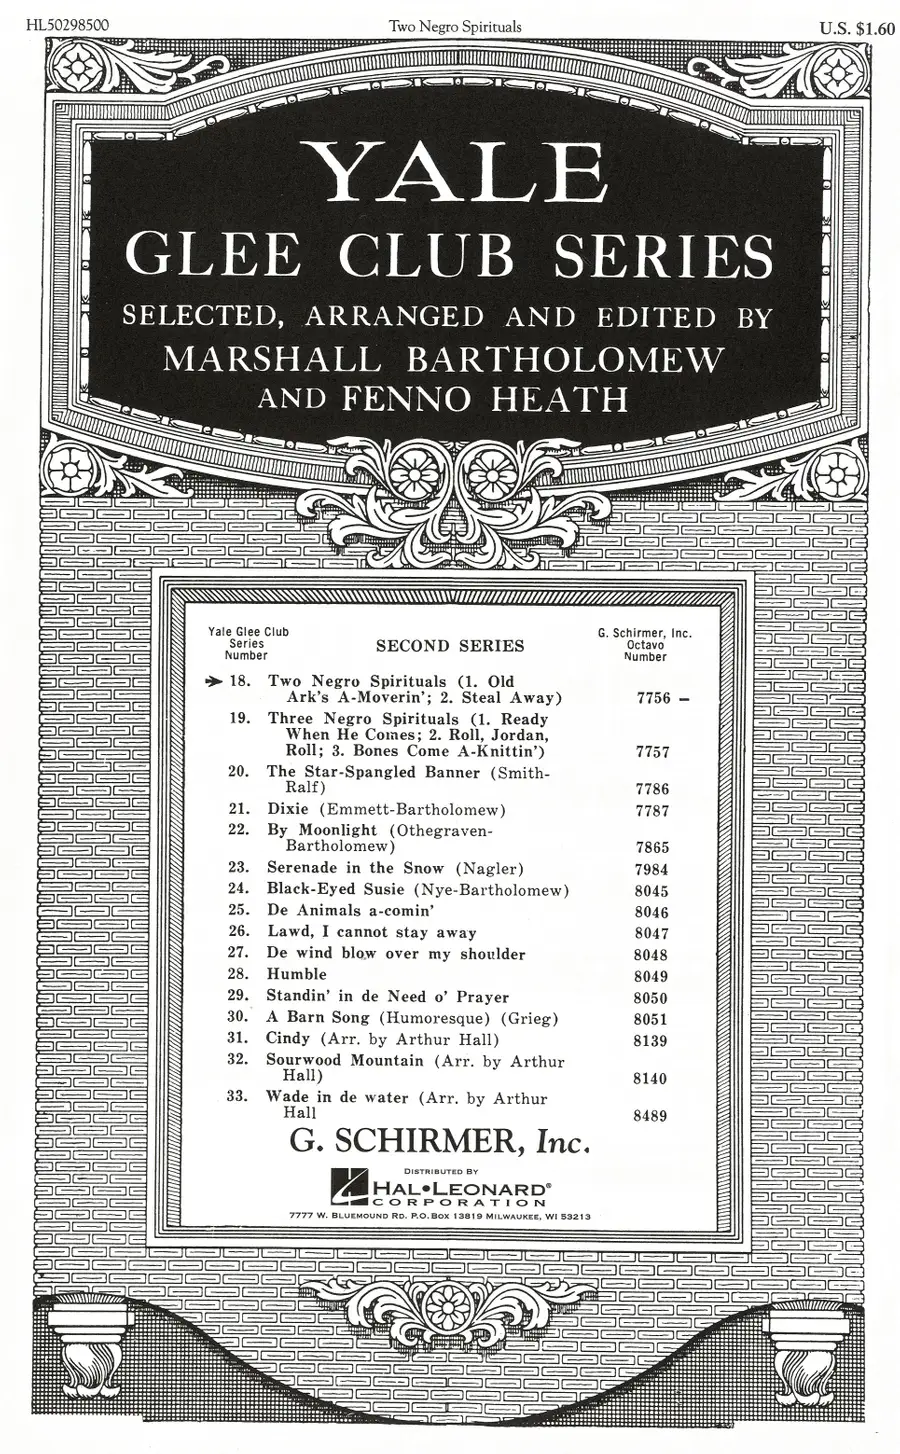 HL50298500 Two Negro Spirituals U.S. $1.60
YALE
GLEE CLUB SERIES
SELECTED, ARRANGED AND EDITED BY
MARSHALL BARTHOLOMEW
AND FENNO HEATH
Yale Glee Club
Series
Number
SECOND SERIES
G. Schirmer, Inc.
Octavo
Number
18. Two Negro Spirituals (1. Old
Ark's A-Moverin'; 2. Steal Away) 7756 –
19. Three Negro Spirituals (1. Ready
When He Comes; 2. Roll, Jordan,
Roll; 3. Bones Come A-Knittin') 7757
20. The Star-Spangled Banner (Smith-
Ralf) 7786
21. Dixie (Emmett-Bartholomew) 7787
22. By Moonlight (Othegraven-
Bartholomew) 7865
23. Serenade in the Snow (Nagler) 7984
24. Black-Eyed Susie (Nye-Bartholomew) 8045
25. De Animals a-comin' 8046
26. Lawd, I cannot stay away 8047
27. De wind blow over my shoulder 8048
28. Humble 8049
29. Standin' in de Need o' Prayer 8050
30. A Barn Song (Humoresque) (Grieg) 8051
31. Cindy (Arr. by Arthur Hall) 8139
32. Sourwood Mountain (Arr. by Arthur
Hall) 8140
33. Wade in de water (Arr. by Arthur
Hall 8489
G. SCHIRMER, Inc.
DISTRIBUTED BY
HAL•LEONARD®
CORPORATION
7777 W. BLUEMOUND RD. P.O. BOX 13819 MILWAUKEE, WI 53213